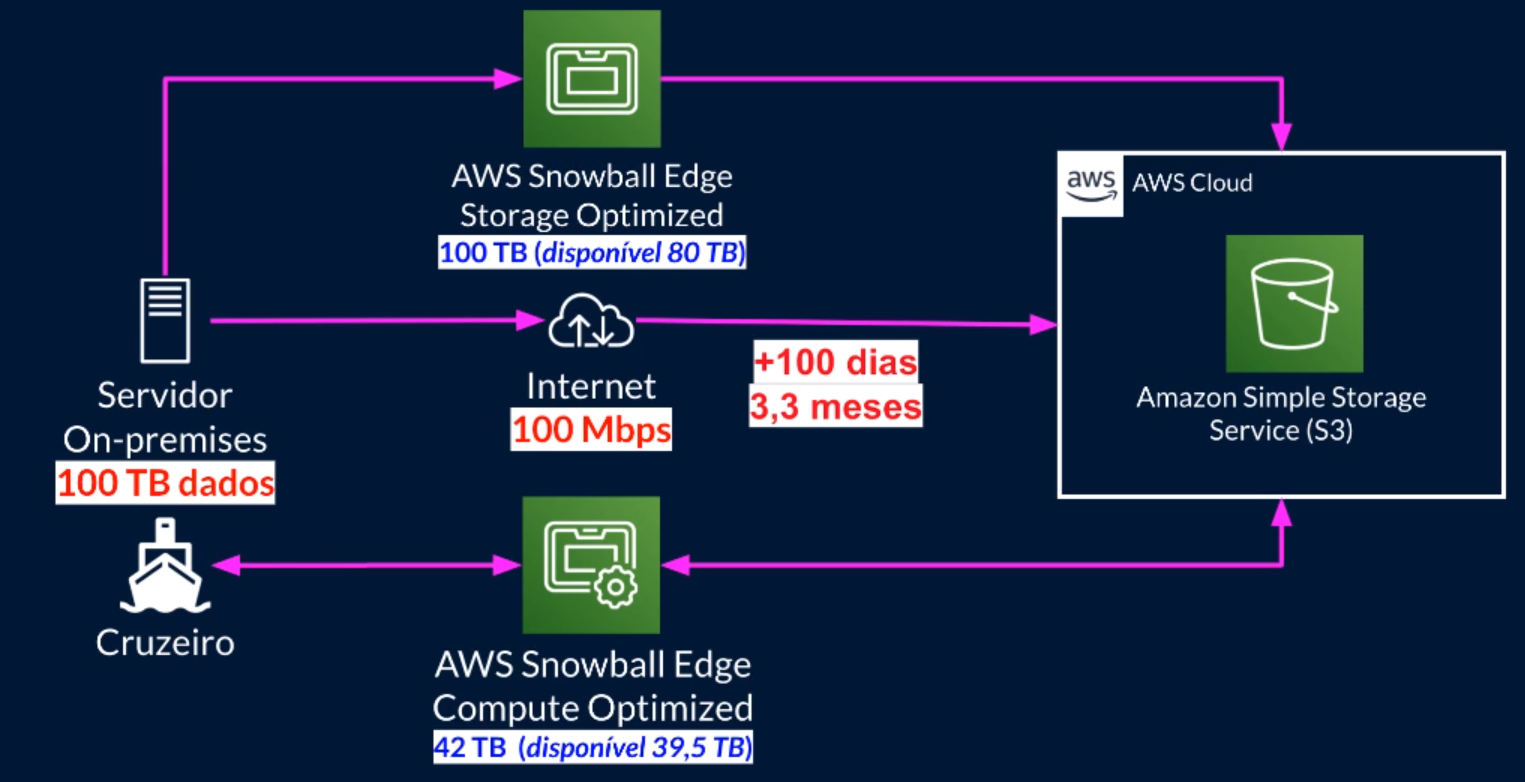 AWS Snowball Edge
Storage Optimized
100 TB (disponível 80 TB)
aws
AWS Cloud
Servidor
On-premises
100 TB dados
Internet
100 Mbps
+100 dias
3,3 meses
Amazon Simple Storage
Service (S3)
Cruzeiro
AWS Snowball Edge
Compute Optimized
42 TB (disponível 39,5 TB)